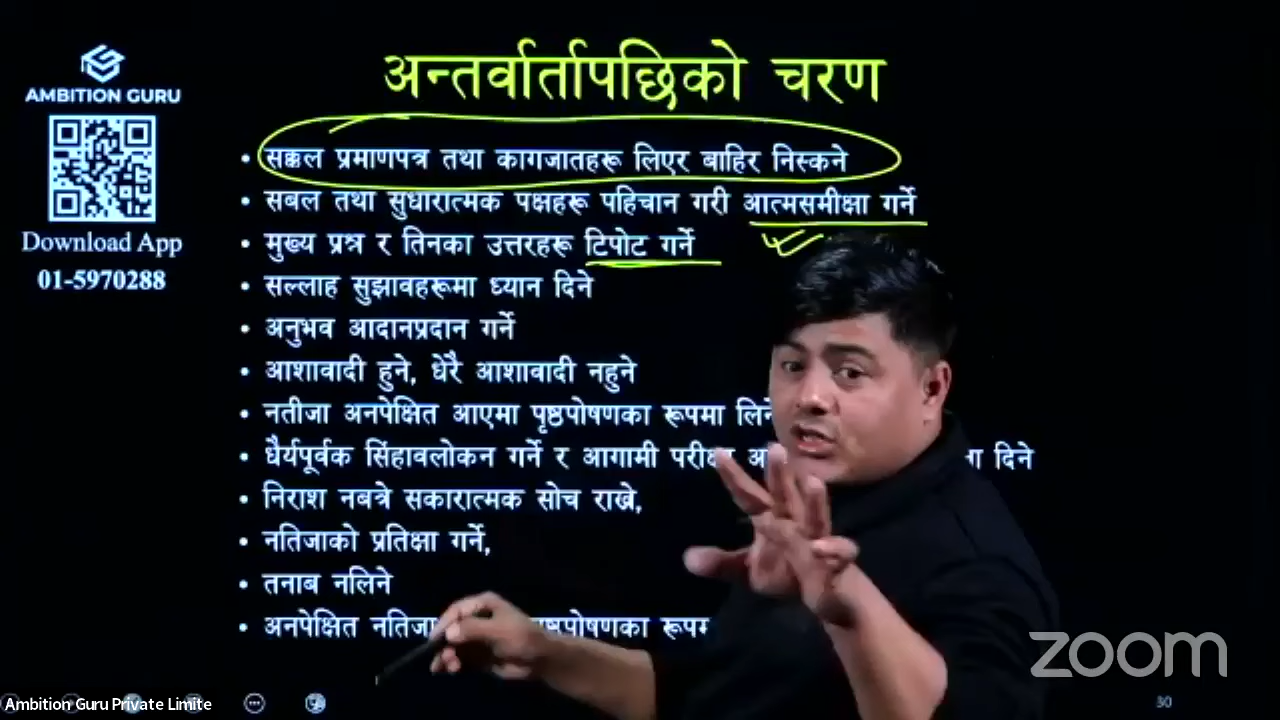 अन्तर्वार्तापछिको चरण
AMBITION GURU
Download App
01-5970288
• सक्कल प्रमाणपत्र तथा कागजातहरू लिएर बाहिर निस्कने
• सबल तथा सुधारात्मक पक्षहरू पहिचान गरी आत्मसमीक्षा गर्ने
• मुख्य प्रश्न र तिनका उत्तरहरू टिपोट गर्ने
• सल्लाह सुझावहरूमा ध्यान दिने
• अनुभव आदानप्रदान गर्ने
• आशावादी हुने, धेरै आशावादी नहुने
• नतीजा अनपेक्षित आएमा पृष्ठपोषणका रूपमा लिने
• धैर्यपूर्वक सिंहावलोकन गर्ने र आगामी दिने
• निराश नबन्ने सकारात्मक सोच राख्ने,
• नतिजाको प्रतिक्षा गर्ने,
• तनाब नलिने
• अनपेक्षित
zoom
Ambition Guru Private Limite
30